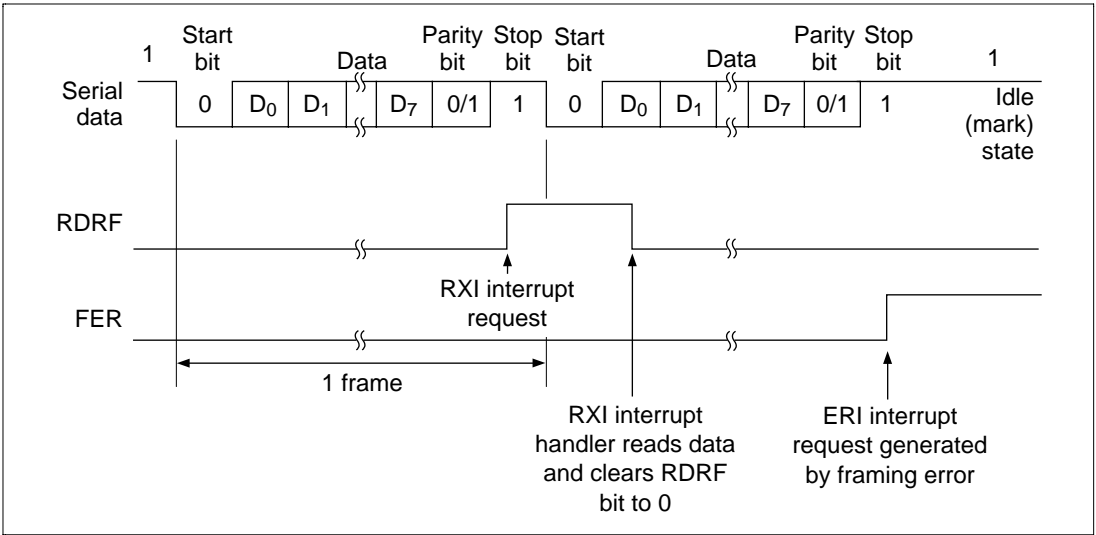 1
Start bit
Data
Parity bit
Stop bit
Start bit
Data
Parity bit
Stop bit
1
Serial data
0
D0
D1
D7
0/1
1
0
D0
D1
D7
0/1
1
Idle (mark) state
RDRF
RXI interrupt
request
FER
1 frame
RXI interrupt
handler reads data
and clears RDRF
bit to 0
ERI interrupt
request generated
by framing error